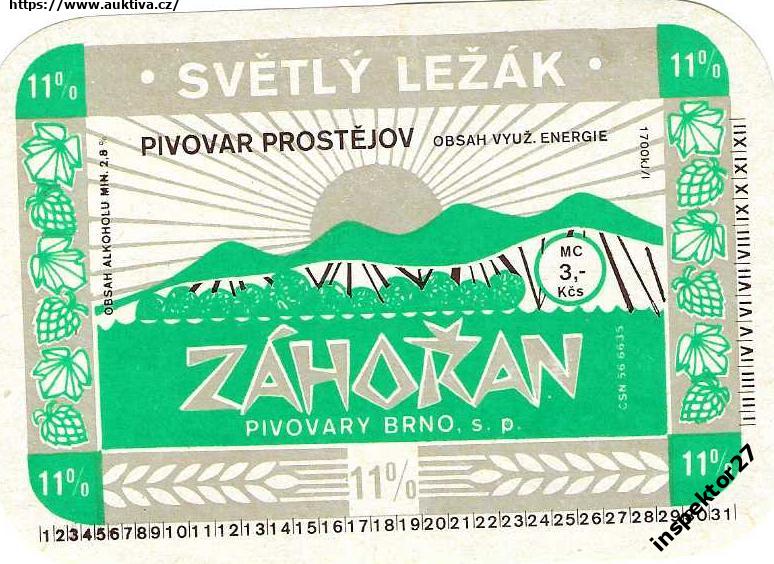 https://www.auktiva.cz/
11%
• SVĚTLÝ LEŽÁK •
11%
PIVOVAR PROSTĚJOV
OBSAH VYUŽ. ENERGIE
1700kJ/l
OBSAH ALKOHOLU MIN. 2,8 %
MC
3,-
Kčs
ZÁHOŘAN
PIVOVARY BRNO, s. p.
ČSN 56 6635
11%
11%
11%
I II III IV V VI VII VIII IX X XI XII
1 2 3 4 5 6 7 8 9 10 11 12 13 14 15 16 17 18 19 20 21 22 23 24 25 26 27 28 29 30 31
inspektor27